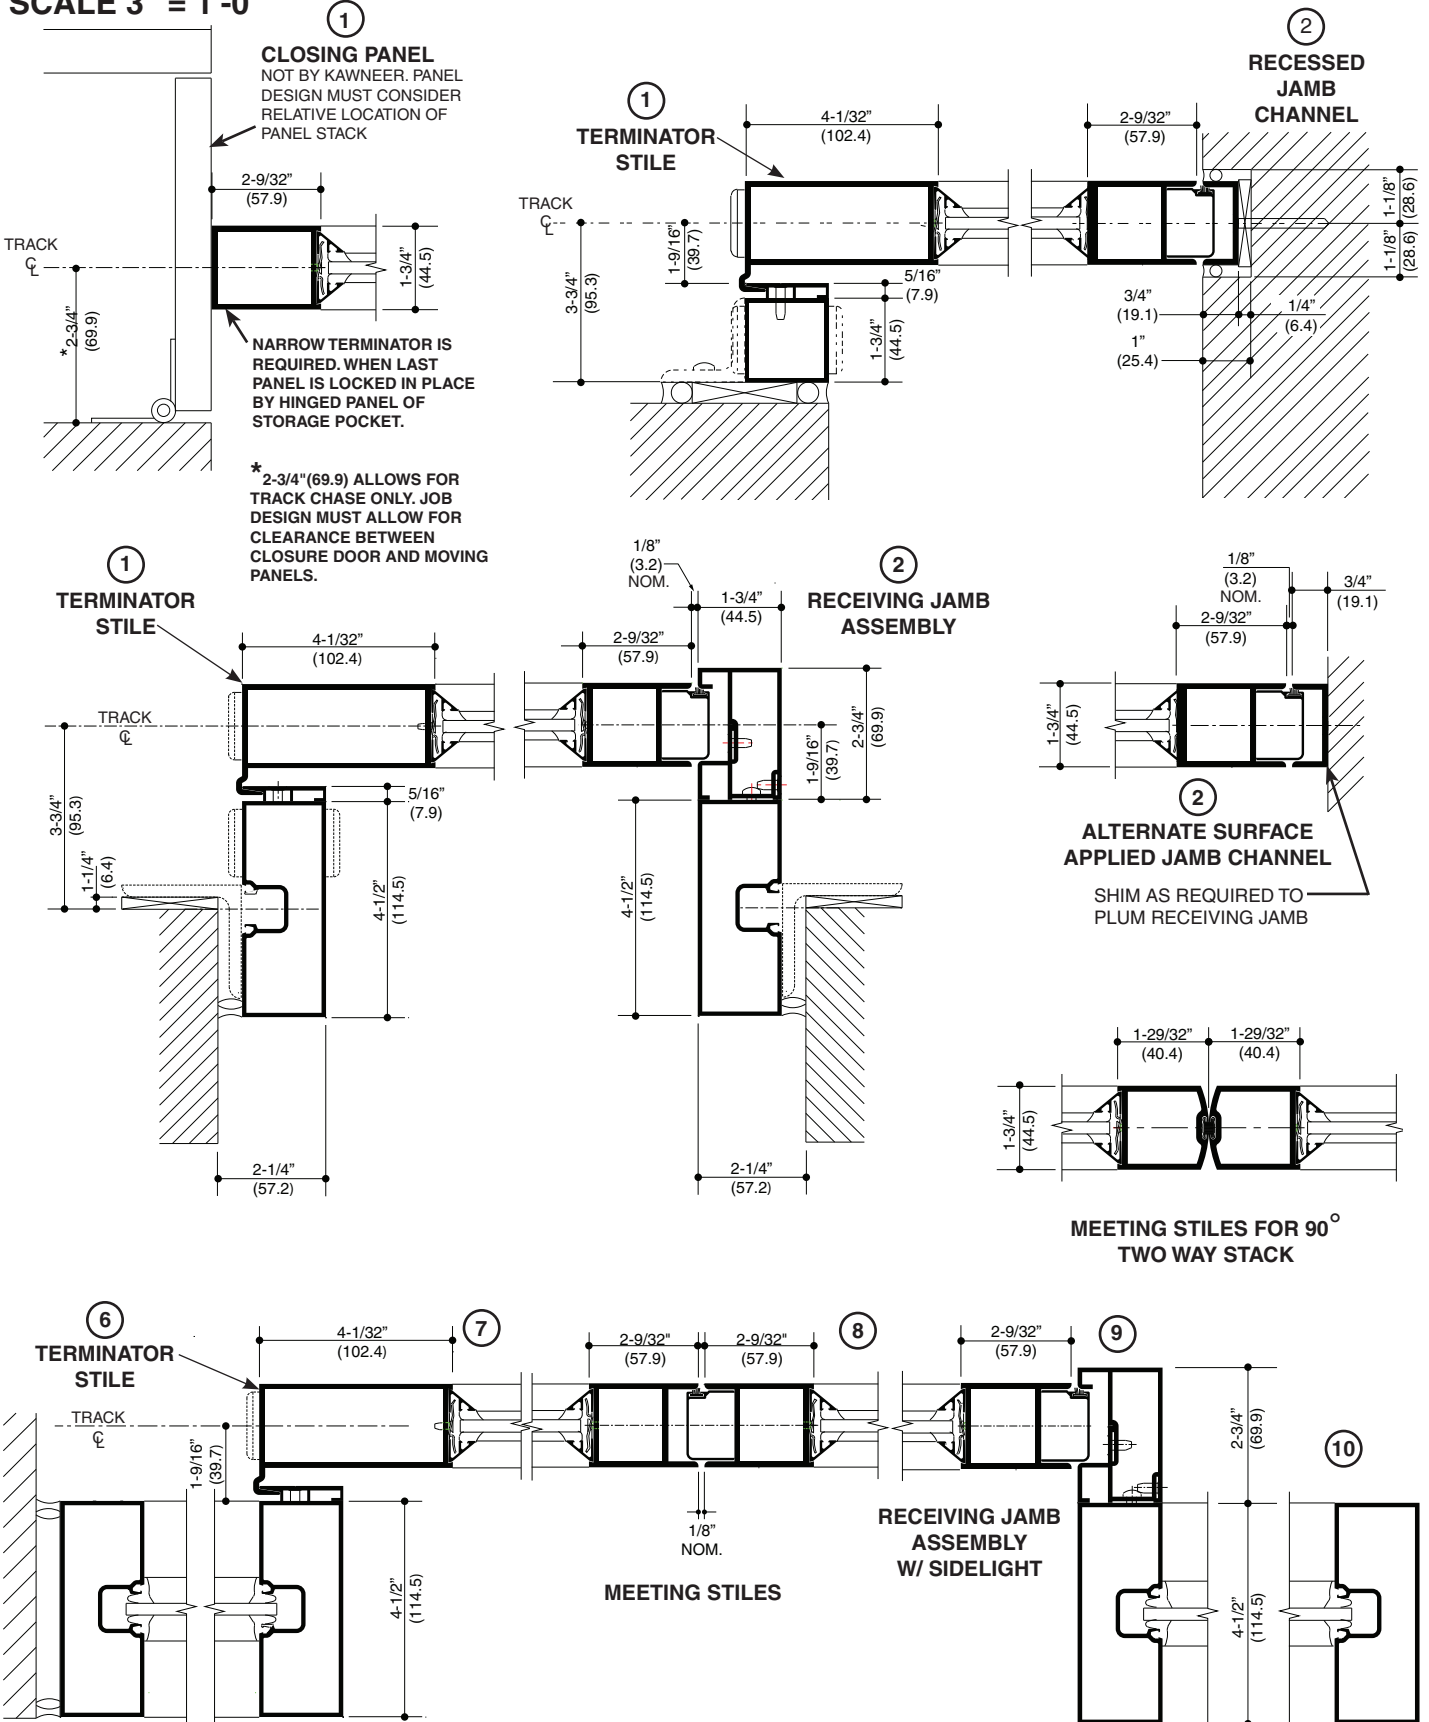 SCALE 3" = 1'-0"
1
CLOSING PANEL
NOT BY KAWNEER. PANEL
DESIGN MUST CONSIDER
RELATIVE LOCATION OF
PANEL STACK
2-9/32”
(57.9)
TRACK
℄
1-3/4”
(44.5)
* 2-3/4”
(69.9)
NARROW TERMINATOR IS
REQUIRED. WHEN LAST
PANEL IS LOCKED IN PLACE
BY HINGED PANEL OF
STORAGE POCKET.
* 2-3/4"(69.9) ALLOWS FOR
TRACK CHASE ONLY. JOB
DESIGN MUST ALLOW FOR
CLEARANCE BETWEEN
CLOSURE DOOR AND MOVING
PANELS.
1
TERMINATOR
STILE
4-1/32”
(102.4)
2-9/32”
(57.9)
2
RECESSED
JAMB
CHANNEL
TRACK
℄
1-9/16”
(39.7)
3-3/4”
(95.3)
5/16”
(7.9)
1-3/4”
(44.5)
1-1/8”
(28.6)
1-1/8”
(28.6)
3/4”
(19.1)
1/4”
(6.4)
1”
(25.4)
1
TERMINATOR
STILE
4-1/32”
(102.4)
2-9/32”
(57.9)
1/8”
(3.2)
NOM.
1-3/4”
(44.5)
2
RECEIVING JAMB
ASSEMBLY
TRACK
℄
3-3/4”
(95.3)
1-1/4”
(6.4)
5/16”
(7.9)
4-1/2”
(114.5)
2-1/4”
(57.2)
1-9/16”
(39.7)
2-3/4”
(69.9)
4-1/2”
(114.5)
2-1/4”
(57.2)
1/8”
(3.2)
NOM.
3/4”
(19.1)
2-9/32”
(57.9)
1-3/4”
(44.5)
2
ALTERNATE SURFACE
APPLIED JAMB CHANNEL
SHIM AS REQUIRED TO
PLUM RECEIVING JAMB
1-29/32”
(40.4)
1-29/32”
(40.4)
1-3/4”
(44.5)
MEETING STILES FOR 90°
TWO WAY STACK
6
TERMINATOR
STILE
4-1/32”
(102.4)
7
2-9/32"
(57.9)
2-9/32"
(57.9)
8
2-9/32”
(57.9)
9
TRACK
℄
1-9/16”
(39.7)
4-1/2”
(114.5)
1/8”
NOM.
MEETING STILES
RECEIVING JAMB
ASSEMBLY
W/ SIDELIGHT
2-3/4”
(69.9)
4-1/2”
(114.5)
10